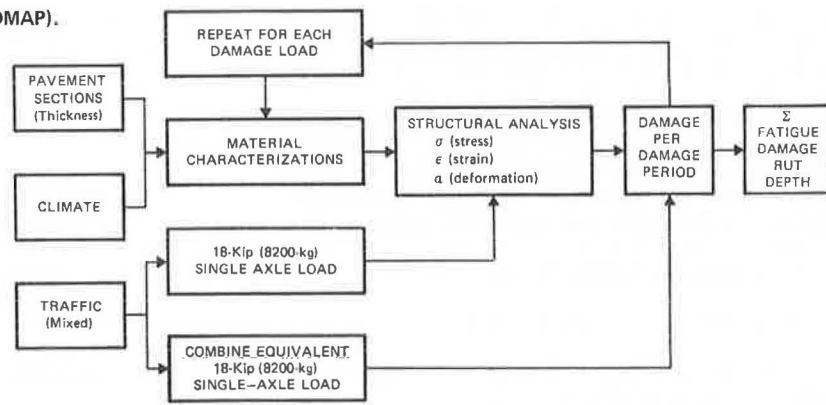 OMAP).
REPEAT FOR EACH
DAMAGE LOAD
PAVEMENT
SECTIONS
(Thickness)
CLIMATE
TRAFFIC
(Mixed)
MATERIAL
CHARACTERIZATIONS
18-Kip (8200-kg)
SINGLE AXLE LOAD
COMBINE EQUIVALENT
18-Kip (8200-kg)
SINGLE-AXLE LOAD
STRUCTURAL ANALYSIS
σ (stress)
ϵ (strain)
α (deformation)
DAMAGE
PER
DAMAGE
PERIOD
Σ
FATIGUE
DAMAGE
RUT
DEPTH